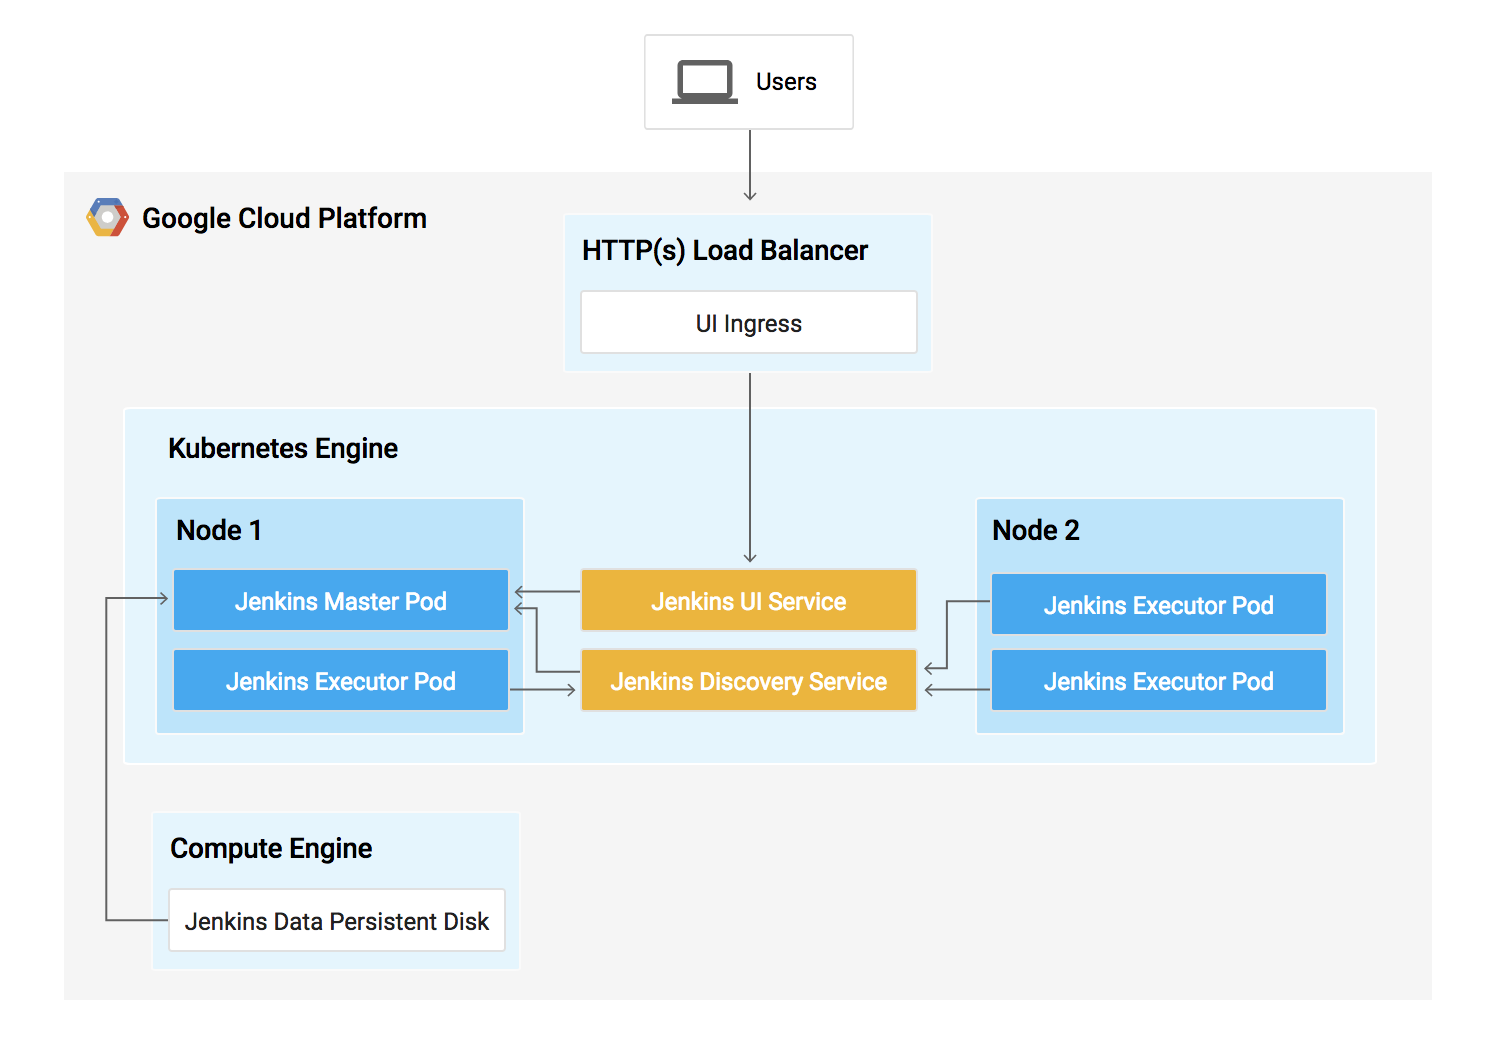 Users
Google Cloud Platform
HTTP(s) Load Balancer
UI Ingress
Kubernetes Engine
Node 1
Jenkins Master Pod
Jenkins Executor Pod
Jenkins UI Service
Jenkins Discovery Service
Node 2
Jenkins Executor Pod
Jenkins Executor Pod
Compute Engine
Jenkins Data Persistent Disk